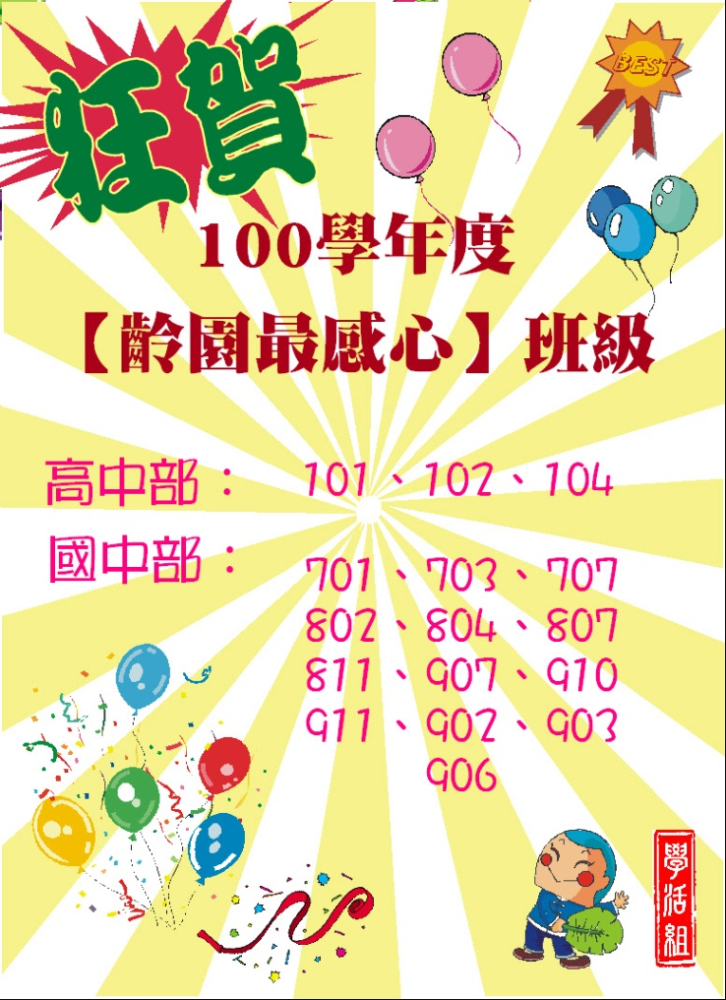 狂賀
BEST
100學年度
【齡園最感心】班級
高中部： 101、102、104
國中部： 701、703、707
802、804、807
811、907、910
911、902、903
906
學活組